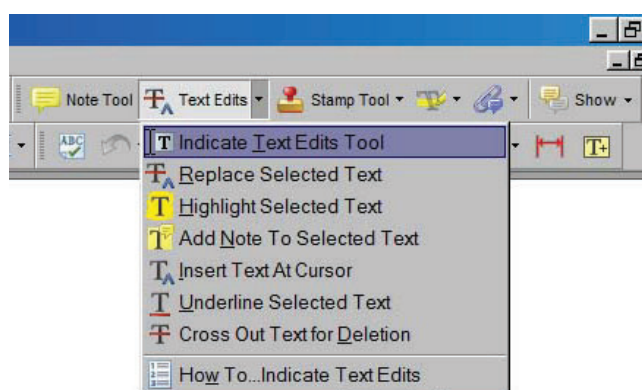 Note Tool Text Edits Stamp Tool Show
ABC T+
T Indicate Text Edits Tool
T Replace Selected Text
T Highlight Selected Text
T Add Note To Selected Text
T Insert Text At Cursor
T Underline Selected Text
T Cross Out Text for Deletion
How To...Indicate Text Edits